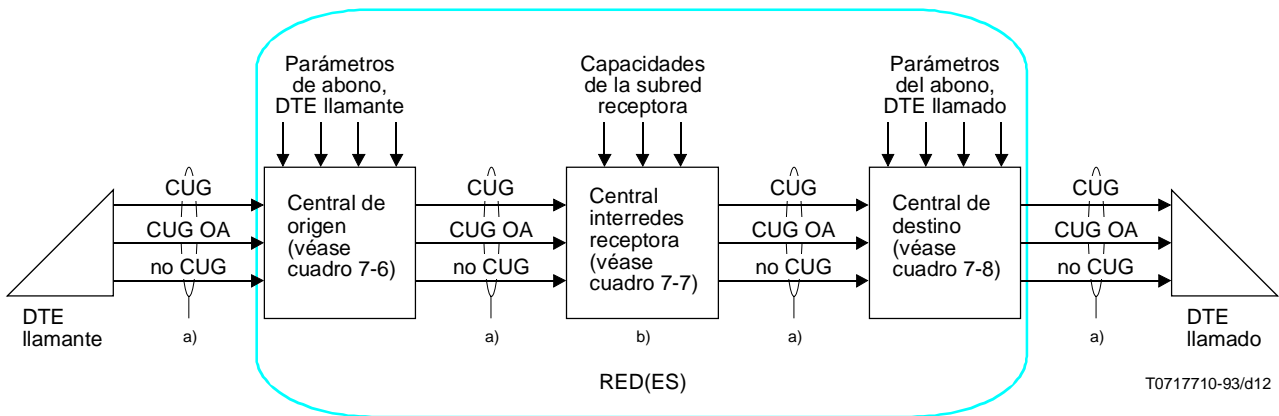 Parámetros
de abono,
DTE llamante
Capacidades
de la subred
receptora
Parámetros
del abono,
DTE llamado
CUG
CUG OA
no CUG
a)
DTE
llamante
Central de
origen
(véase
cuadro 7-6)
CUG
CUG OA
no CUG
a)
Central
interredes
receptora
(véase
cuadro 7-7)
b)
CUG
CUG OA
no CUG
a)
Central de
destino
(véase
cuadro 7-8)
CUG
CUG OA
no CUG
a)
DTE
llamado
RED(ES)
T0717710-93/d12